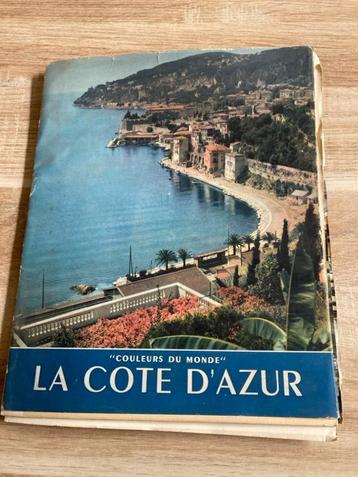 "COULEURS DU MONDE"
LA COTE D'AZUR